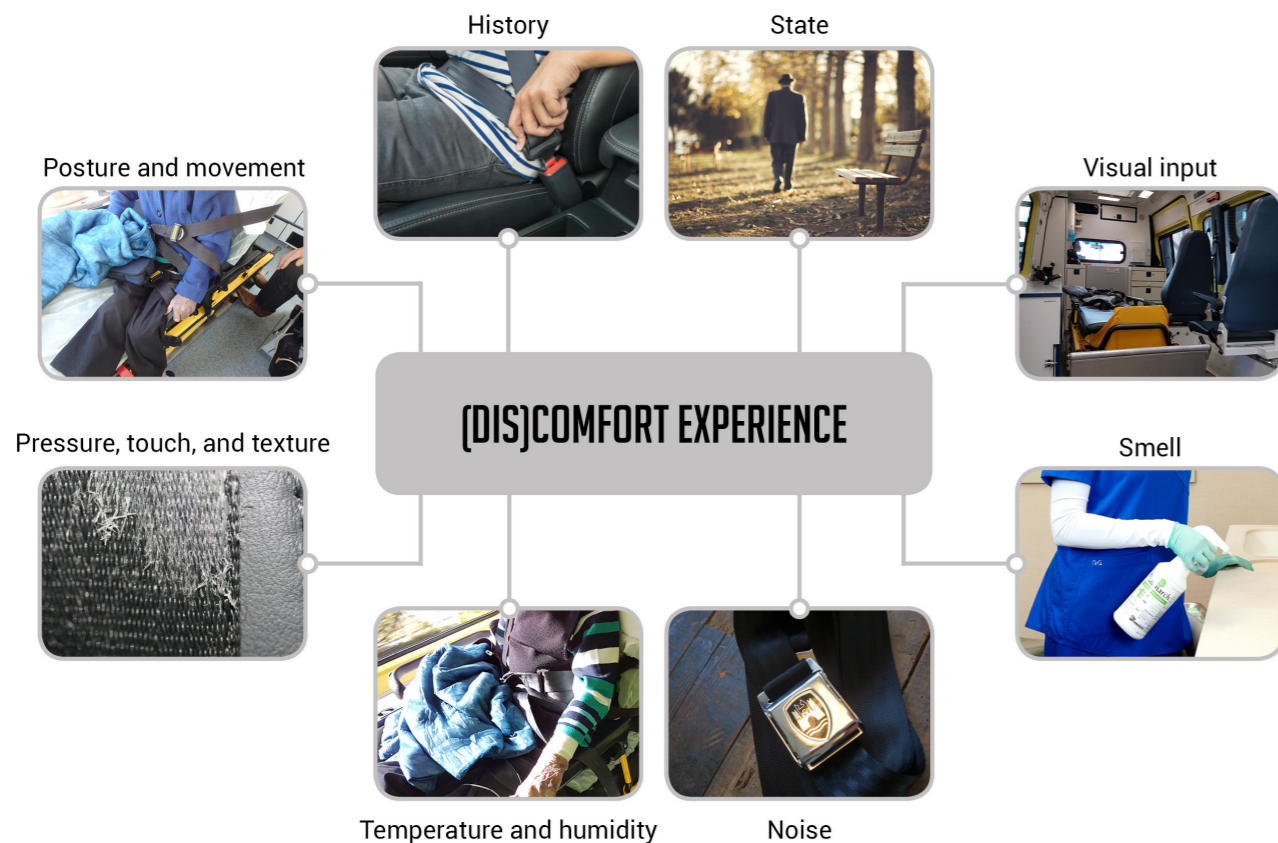 History
State
Posture and movement
Visual input
(DIS)COMFORT EXPERIENCE
Pressure, touch, and texture
Smell
Temperature and humidity
Noise